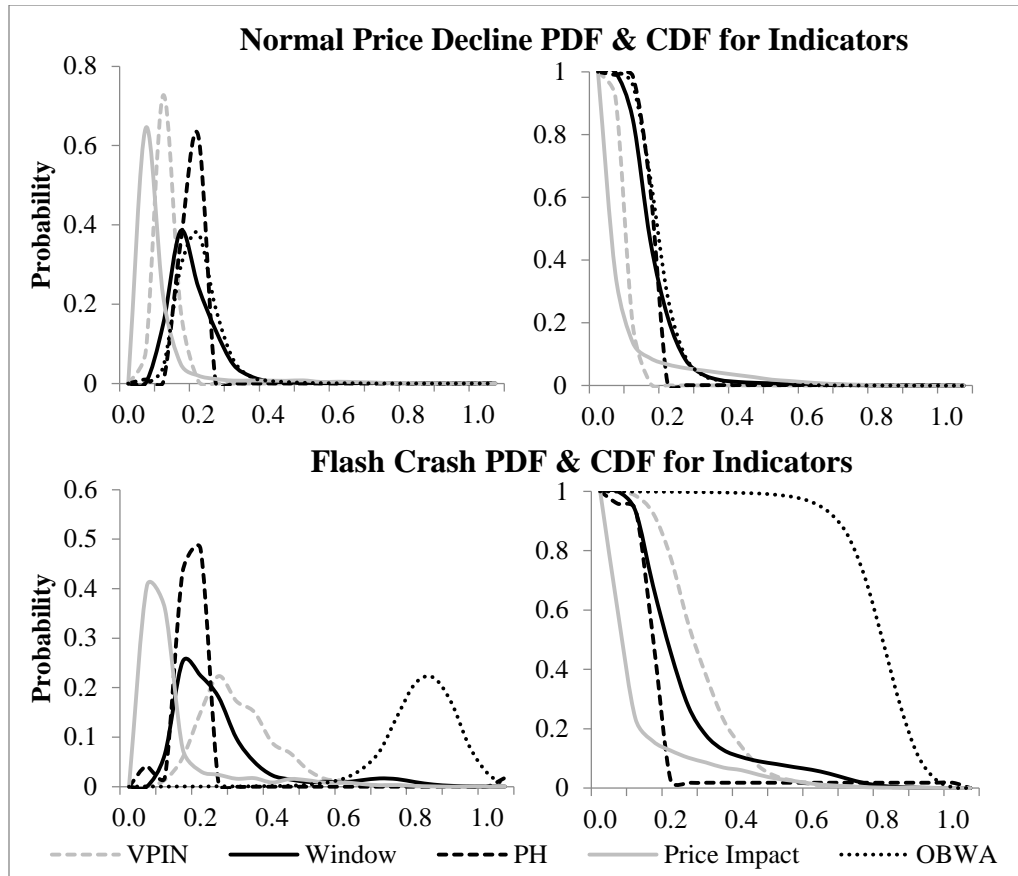 Normal Price Decline PDF & CDF for Indicators
Probability
0.8
0.6
0.4
0.2
0
0.0 0.2 0.4 0.6 0.8 1.0
1
0.8
0.6
0.4
0.2
0
0.0 0.2 0.4 0.6 0.8 1.0
Flash Crash PDF & CDF for Indicators
Probability
0.6
0.5
0.4
0.3
0.2
0.1
0
0.0 0.2 0.4 0.6 0.8 1.0
1
0.8
0.6
0.4
0.2
0
0.0 0.2 0.4 0.6 0.8 1.0
VPIN Window PH Price Impact OBWA